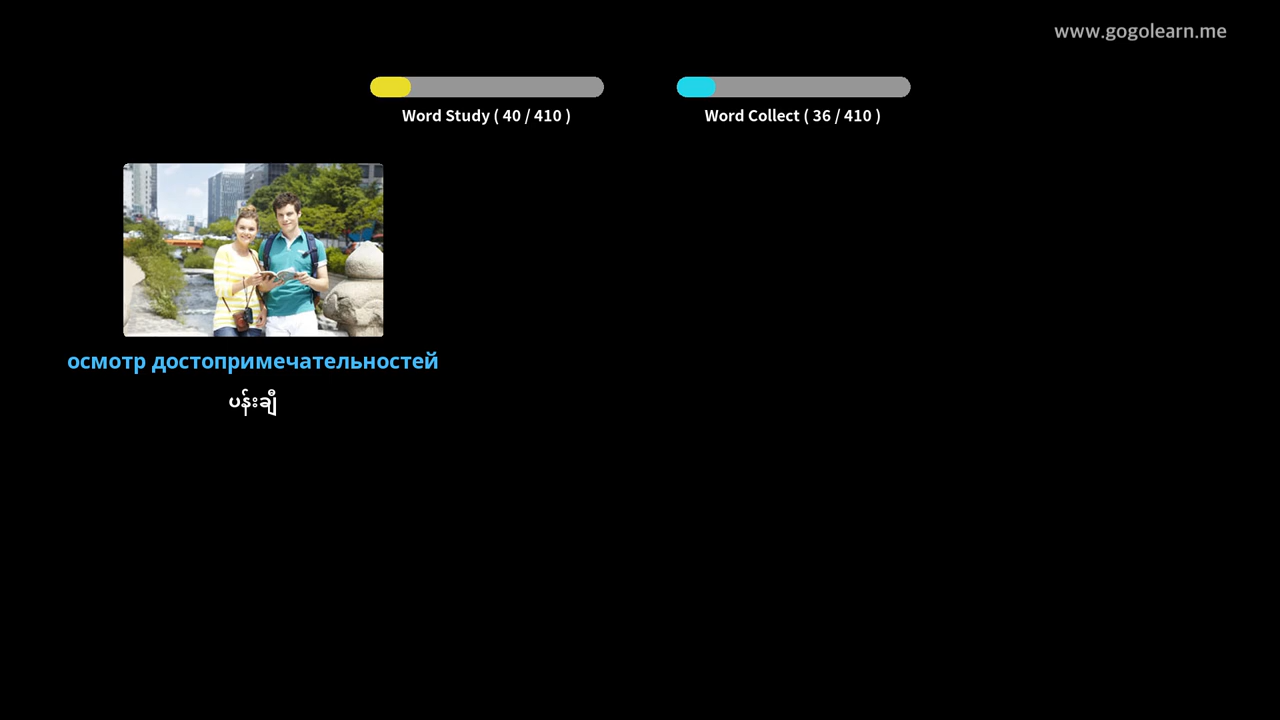 www.gogolearn.me
Word Study ( 40 / 410 )
Word Collect ( 36 / 410 )
осмотр достопримечательностей
ပန်းချီ